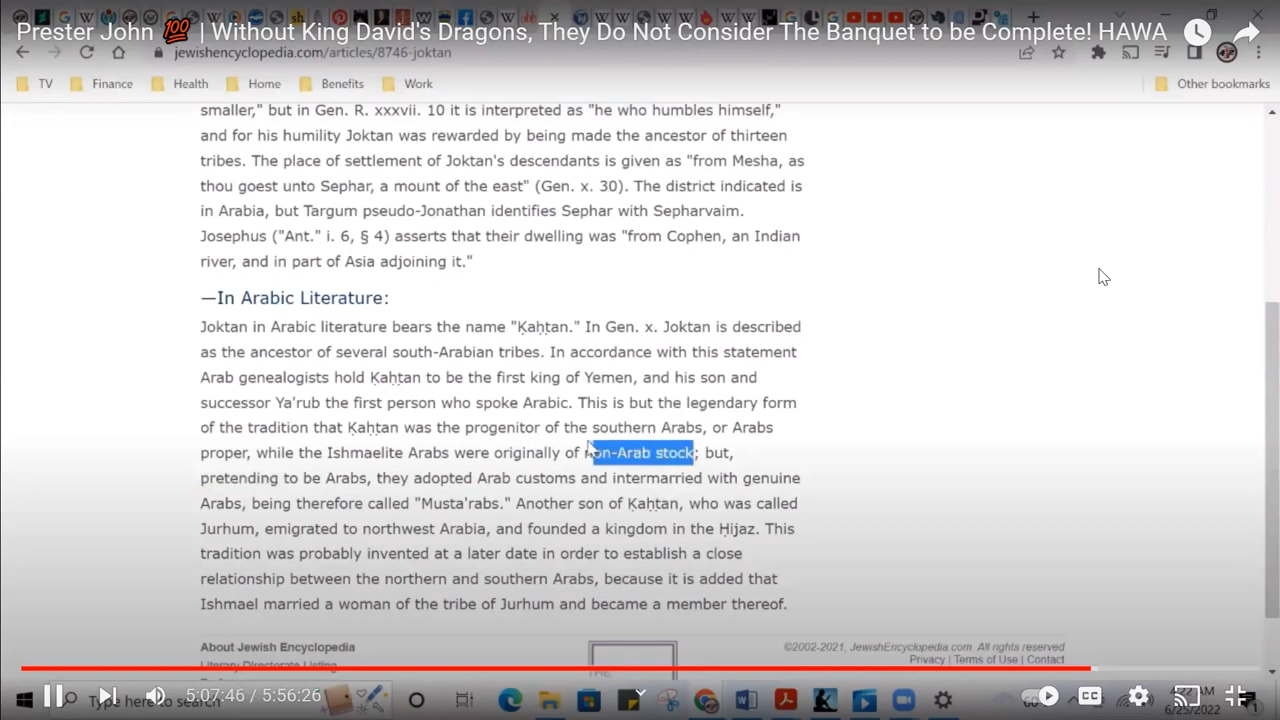 Prester John 💯 | Without King David's Dragons, They Do Not Consider The Banquet to be Complete! HAWA
jewishencyclopedia.com/articles/8746-joktan
TV Finance Health Home Benefits Work Other bookmarks
smaller," but in Gen. R. xxxvii. 10 it is interpreted as "he who humbles himself,"
and for his humility Joktan was rewarded by being made the ancestor of thirteen
tribes. The place of settlement of Joktan's descendants is given as "from Mesha, as
thou goest unto Sephar, a mount of the east" (Gen. x. 30). The district indicated is
in Arabia, but Targum pseudo-Jonathan identifies Sephar with Sepharvaim.
Josephus ("Ant." i. 6, § 4) asserts that their dwelling was "from Cophen, an Indian
river, and in part of Asia adjoining it."
—In Arabic Literature:
Joktan in Arabic literature bears the name "Ḳaḥṭan." In Gen. x. Joktan is described
as the ancestor of several south-Arabian tribes. In accordance with this statement
Arab genealogists hold Ḳaḥṭan to be the first king of Yemen, and his son and
successor Ya'rub the first person who spoke Arabic. This is but the legendary form
of the tradition that Ḳaḥṭan was the progenitor of the southern Arabs, or Arabs
proper, while the Ishmaelite Arabs were originally of non-Arab stock; but,
pretending to be Arabs, they adopted Arab customs and intermarried with genuine
Arabs, being therefore called "Musta'rabs." Another son of Ḳaḥṭan, who was called
Jurhum, emigrated to northwest Arabia, and founded a kingdom in the Ḥijaz. This
tradition was probably invented at a later date in order to establish a close
relationship between the northern and southern Arabs, because it is added that
Ishmael married a woman of the tribe of Jurhum and became a member thereof.
About Jewish Encyclopedia
©2002-2021, JewishEncyclopedia.com. All rights reserved
Privacy | Terms of Use | Contact
THE
5:07:46 / 5:56:26
Type here to search
CC
6/25/2022